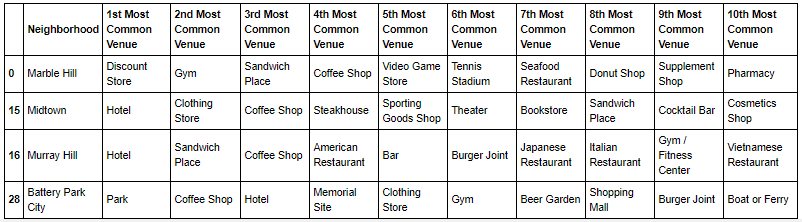 Neighborhood 1st Most Common Venue 2nd Most Common Venue 3rd Most Common Venue 4th Most Common Venue 5th Most Common Venue 6th Most Common Venue 7th Most Common Venue 8th Most Common Venue 9th Most Common Venue 10th Most Common Venue
0 Marble Hill Discount Store Gym Sandwich Place Coffee Shop Video Game Store Tennis Stadium Seafood Restaurant Donut Shop Supplement Shop Pharmacy
15 Midtown Hotel Clothing Store Coffee Shop Steakhouse Sporting Goods Shop Theater Bookstore Sandwich Place Cocktail Bar Cosmetics Shop
16 Murray Hill Hotel Sandwich Place Coffee Shop American Restaurant Bar Burger Joint Japanese Restaurant Italian Restaurant Gym / Fitness Center Vietnamese Restaurant
28 Battery Park City Park Coffee Shop Hotel Memorial Site Clothing Store Gym Beer Garden Shopping Mall Burger Joint Boat or Ferry